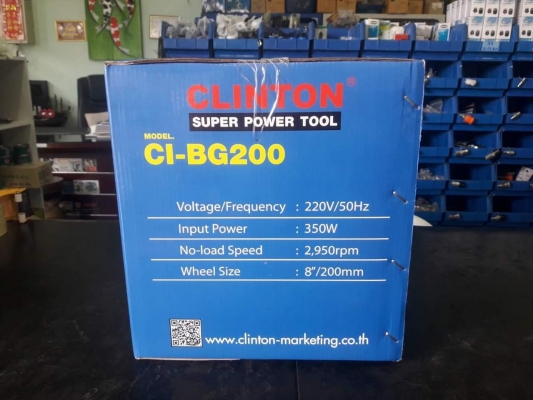 CLINTON®
SUPER POWER TOOL
MODEL.
CI-BG200
Voltage/Frequency : 220V/50Hz
Input Power : 350W
No-load Speed : 2,950rpm
Wheel Size : 8"/200mm
www.clinton-marketing.co.th